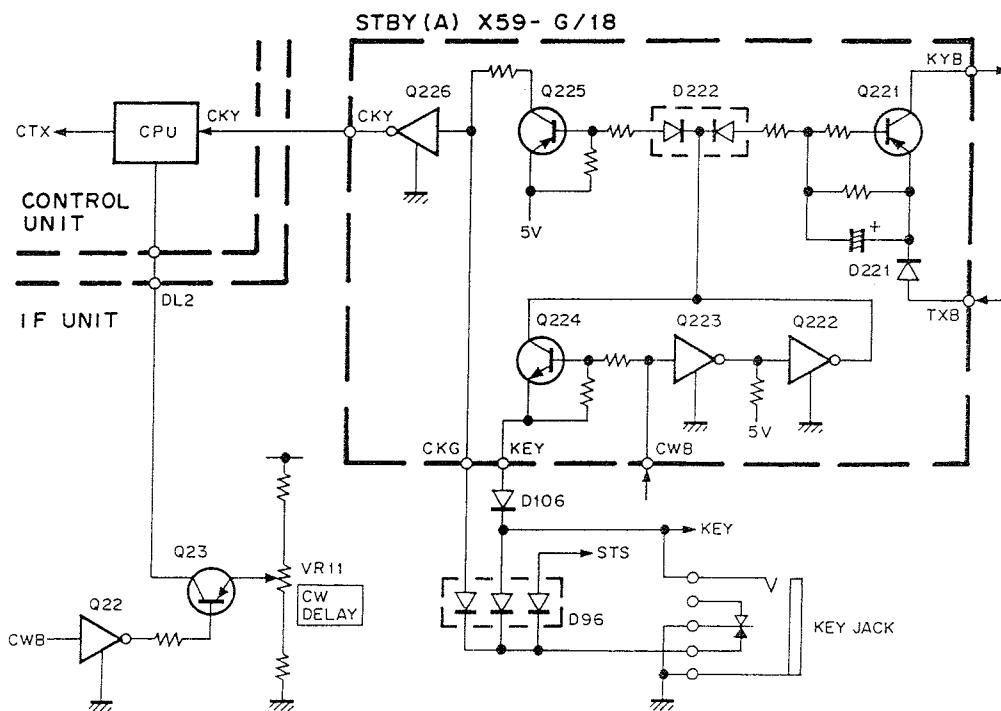 STBY (A) X59- G/18
KYB
Q226
Q225
D222
Q221
CTX
CPU
CKY
CKY
CONTROL
UNIT
5V
+
D221
DL2
TXB
IF UNIT
Q224
Q223
Q222
5V
CKG
KEY
CWB
D106
KEY
Q23
STS
VR11
CW
DELAY
Q22
D96
KEY JACK
CWB